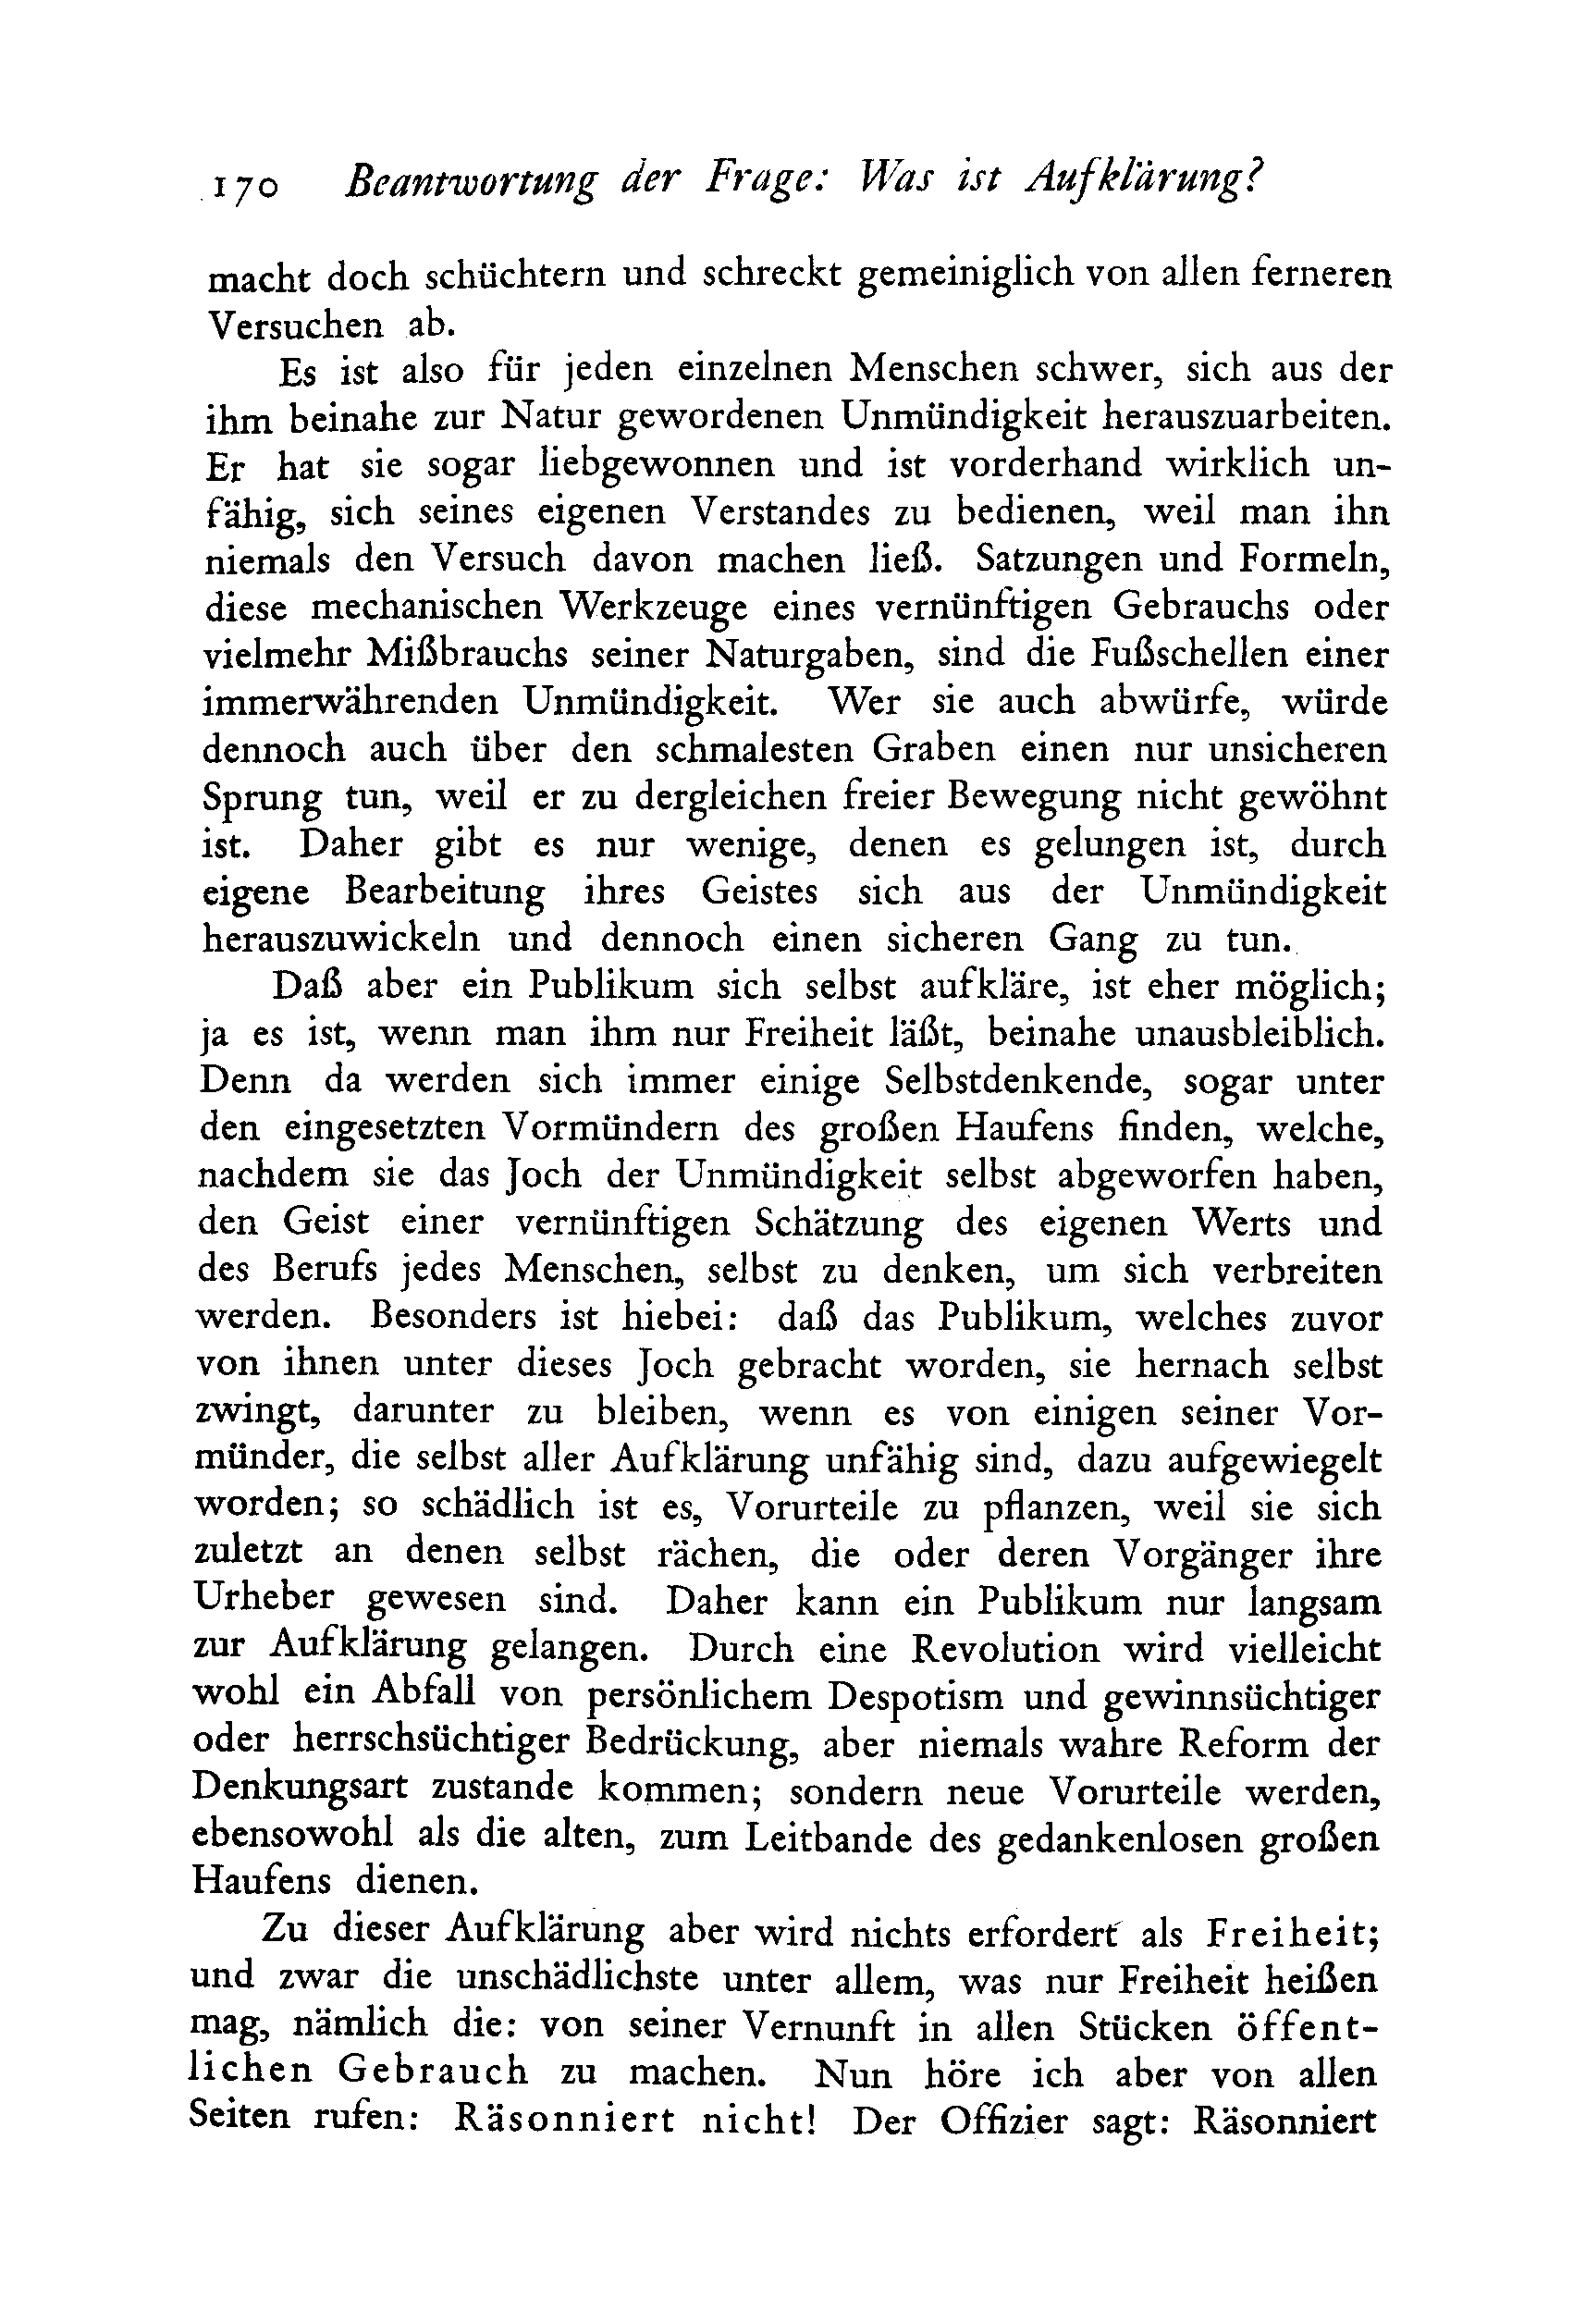 170 Beantwortung der Frage: Was ist Aufklärung?
macht doch schüchtern und schreckt gemeiniglich von allen ferneren
Versuchen ab.
Es ist also für jeden einzelnen Menschen schwer, sich aus der
ihm beinahe zur Natur gewordenen Unmündigkeit herauszuarbeiten.
Er hat sie sogar liebgewonnen und ist vorderhand wirklich un-
fähig, sich seines eigenen Verstandes zu bedienen, weil man ihn
niemals den Versuch davon machen ließ. Satzungen und Formeln,
diese mechanischen Werkzeuge eines vernünftigen Gebrauchs oder
vielmehr Mißbrauchs seiner Naturgaben, sind die Fußschellen einer
immerwährenden Unmündigkeit. Wer sie auch abwürfe, würde
dennoch auch über den schmalesten Graben einen nur unsicheren
Sprung tun, weil er zu dergleichen freier Bewegung nicht gewöhnt
ist. Daher gibt es nur wenige, denen es gelungen ist, durch
eigene Bearbeitung ihres Geistes sich aus der Unmündigkeit
herauszuwickeln und dennoch einen sicheren Gang zu tun.
Daß aber ein Publikum sich selbst aufkläre, ist eher möglich;
ja es ist, wenn man ihm nur Freiheit läßt, beinahe unausbleiblich.
Denn da werden sich immer einige Selbstdenkende, sogar unter
den eingesetzten Vormündern des großen Haufens finden, welche,
nachdem sie das Joch der Unmündigkeit selbst abgeworfen haben,
den Geist einer vernünftigen Schätzung des eigenen Werts und
des Berufs jedes Menschen, selbst zu denken, um sich verbreiten
werden. Besonders ist hiebei: daß das Publikum, welches zuvor
von ihnen unter dieses Joch gebracht worden, sie hernach selbst
zwingt, darunter zu bleiben, wenn es von einigen seiner Vor-
münder, die selbst aller Aufklärung unfähig sind, dazu aufgewiegelt
worden; so schädlich ist es, Vorurteile zu pflanzen, weil sie sich
zuletzt an denen selbst rächen, die oder deren Vorgänger ihre
Urheber gewesen sind. Daher kann ein Publikum nur langsam
zur Aufklärung gelangen. Durch eine Revolution wird vielleicht
wohl ein Abfall von persönlichem Despotism und gewinnsüchtiger
oder herrschsüchtiger Bedrückung, aber niemals wahre Reform der
Denkungsart zustande kommen; sondern neue Vorurteile werden,
ebensowohl als die alten, zum Leitbande des gedankenlosen großen
Haufens dienen.
Zu dieser Aufklärung aber wird nichts erfordert als Freiheit;
und zwar die unschädlichste unter allem, was nur Freiheit heißen
mag, nämlich die: von seiner Vernunft in allen Stücken öffent-
lichen Gebrauch zu machen. Nun höre ich aber von allen
Seiten rufen: Räsonniert nicht! Der Offizier sagt: Räsonniert